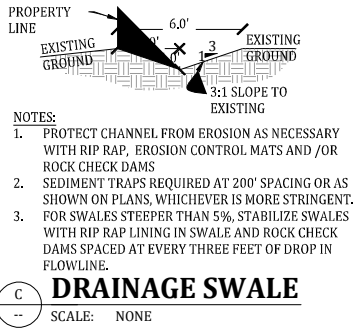 PROPERTY
LINE
6.0'
EXISTING
GROUND
EXISTING
GROUND
3
1
3:1 SLOPE TO
EXISTING
NOTES:
1. PROTECT CHANNEL FROM EROSION AS NECESSARY
WITH RIP RAP, EROSION CONTROL MATS AND /OR
ROCK CHECK DAMS
2. SEDIMENT TRAPS REQUIRED AT 200' SPACING OR AS
SHOWN ON PLANS, WHICHEVER IS MORE STRINGENT.
3. FOR SWALES STEEPER THAN 5%, STABILIZE SWALES
WITH RIP RAP LINING IN SWALE AND ROCK CHECK
DAMS SPACED AT EVERY THREE FEET OF DROP IN
FLOWLINE.
C
--
DRAINAGE SWALE
SCALE: NONE